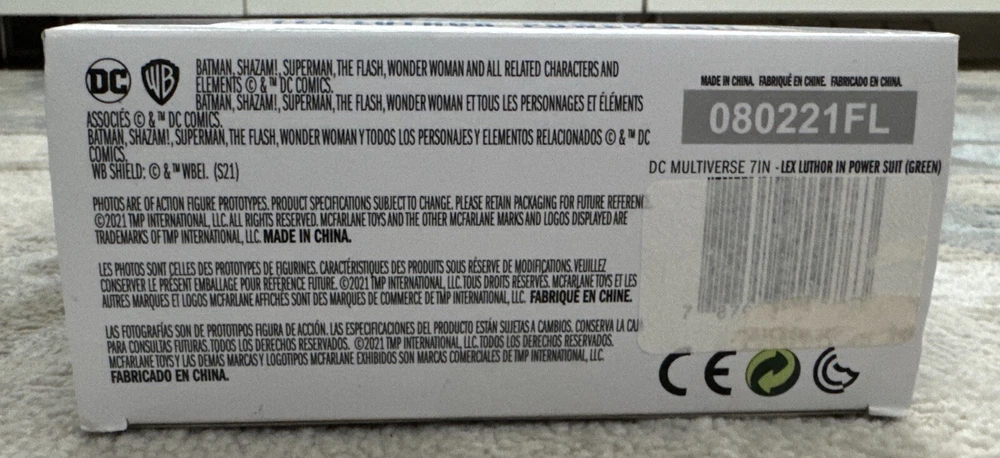 DC
WB
BATMAN, SHAZAM!, SUPERMAN, THE FLASH, WONDER WOMAN AND ALL RELATED CHARACTERS AND
ELEMENTS © & ™ DC COMICS.
BATMAN, SHAZAM!, SUPERMAN, THE FLASH, WONDER WOMAN ET TOUS LES PERSONNAGES ET ÉLÉMENTS
ASSOCIÉS © & ™ DC COMICS.
BATMAN, SHAZAM!, SUPERMAN, THE FLASH, WONDER WOMAN Y TODOS LOS PERSONAJES Y ELEMENTOS RELACIONADOS © & ™ DC
COMICS.
WB SHIELD: © & ™ WBEI. (S21)
PHOTOS ARE OF ACTION FIGURE PROTOTYPES. PRODUCT SPECIFICATIONS SUBJECT TO CHANGE. PLEASE RETAIN PACKAGING FOR FUTURE
©2021 TMP INTERNATIONAL, LLC. ALL RIGHTS RESERVED. MCFARLANE TOYS AND THE OTHER MCFARLANE MARKS AND LOGOS DISPLAYED ARE
TRADEMARKS OF TMP INTERNATIONAL, LLC. MADE IN CHINA.
LES PHOTOS SONT CELLES DES PROTOTYPES DE FIGURINES. CARACTÉRISTIQUES DES PRODUITS SOUS RÉSERVE DE MODIFICATIONS. VEUILLEZ
CONSERVER LE PRÉSENT EMBALLAGE POUR RÉFÉRENCE FUTURE. ©2021 TMP INTERNATIONAL, LLC. TOUS DROITS RÉSERVÉS. MCFARLANE TOYS ET LES
AUTRES MARQUES ET LOGOS MCFARLANE AFFICHÉS SONT DES MARQUES DE COMMERCE DE TMP INTERNATIONAL, LLC. FABRIQUÉ EN CHINE.
LAS FOTOGRAFÍAS SON DE PROTOTIPOS FIGURA DE ACCIÓN. LAS ESPECIFICACIONES DEL PRODUCTO ESTÁN SUJETAS A CAMBIOS. CONSERVA LA
PARA CONSULTAS FUTURAS. TODOS LOS DERECHOS RESERVADOS. ©2021 TMP INTERNATIONAL, LLC. TODOS LOS DERECHOS RESERVADOS.
MCFARLANE TOYS Y LAS DEMAS MARCAS Y LOGOTIPOS MCFARLANE EXHIBIDOS SON MARCAS COMERCIALES DE TMP INTERNATIONAL, LLC.
FABRICADO EN CHINA.
MADE IN CHINA. FABRIQUÉ EN CHINE. FABRICADO EN CHINA.
080221FL
DC MULTIVERSE 7IN - LEX LUTHOR IN POWER SUIT (GREEN)
CE